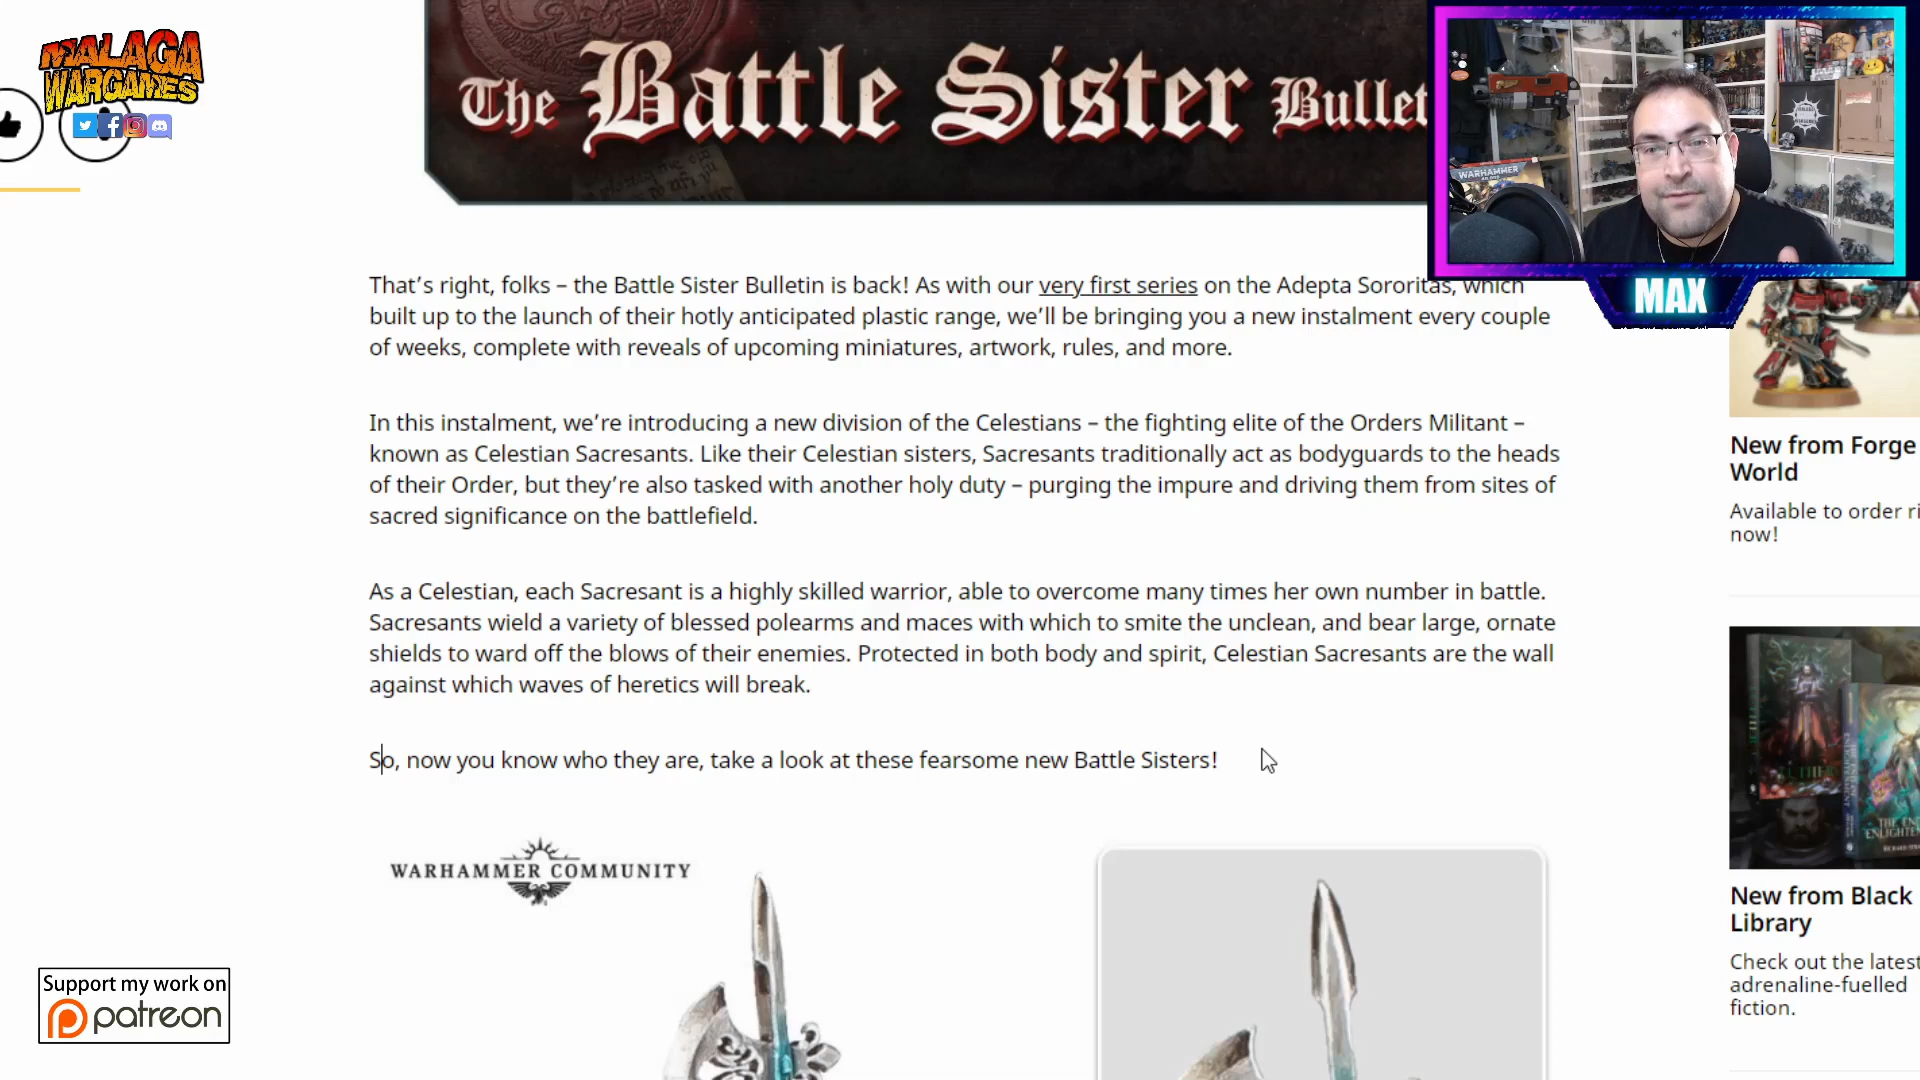 MALAGA
WARGAMES
The Battle Sister
WARHAMMER
MAX
That's right, folks – the Battle Sister Bulletin is back! As with our very first series on the Adepta Sororitas, which
built up to the launch of their hotly anticipated plastic range, we'll be bringing you a new instalment every couple
of weeks, complete with reveals of upcoming miniatures, artwork, rules, and more.
In this instalment, we're introducing a new division of the Celestians – the fighting elite of the Orders Militant –
known as Celestian Sacresants. Like their Celestian sisters, Sacresants traditionally act as bodyguards to the heads
of their Order, but they're also tasked with another holy duty – purging the impure and driving them from sites of
sacred significance on the battlefield.
As a Celestian, each Sacresant is a highly skilled warrior, able to overcome many times her own number in battle.
Sacresants wield a variety of blessed polearms and maces with which to smite the unclean, and bear large, ornate
shields to ward off the blows of their enemies. Protected in both body and spirit, Celestian Sacresants are the wall
against which waves of heretics will break.
So, now you know who they are, take a look at these fearsome new Battle Sisters!
WARHAMMER COMMUNITY
New from Forge
World
Available to order
now!
New from Black
Library
Check out the latest
adrenaline-fuelled
fiction.
Support my work on
patreon